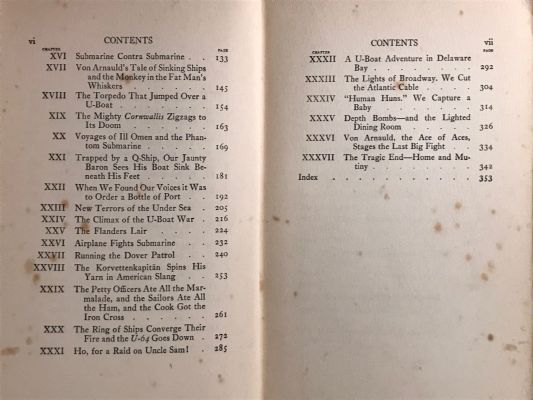 vi CONTENTS
CHAPTER PAGE
XVI Submarine Contra Submarine . . 133
XVII Von Arnauld's Tale of Sinking Ships
and the Monkey in the Fat Man's
Whiskers . . . . . . 145
XVIII The Torpedo That Jumped Over a
U-Boat . . . . . . 154
XIX The Mighty Cornwallis Zigzags to
Its Doom . . . . . . 163
XX Voyages of Ill Omen and the Phan-
tom Submarine . . . . . 169
XXI Trapped by a Q-Ship, Our Jaunty
Baron Sees His Boat Sink Be-
neath His Feet . . . . . 181
XXII When We Found Our Voices it Was
to Order a Bottle of Port . . . 192
XXIII New Terrors of the Under Sea . 205
XXIV The Climax of the U-Boat War . 216
XXV The Flanders Lair . . . . 224
XXVI Airplane Fights Submarine . . 232
XXVII Running the Dover Patrol . . 240
XXVIII The Korvettenkapitän Spins His
Yarn in American Slang . . . 253
XXIX The Petty Officers Ate All the Mar-
malade, and the Sailors Ate All
the Ham, and the Cook Got the
Iron Cross . . . . . . 261
XXX The Ring of Ships Converge Their
Fire and the U-64 Goes Down . 272
XXXI Ho, for a Raid on Uncle Sam! . 285
CONTENTS vii
CHAPTER PAGE
XXXII A U-Boat Adventure in Delaware
Bay . . . . . . . 292
XXXIII The Lights of Broadway. We Cut
the Atlantic Cable . . . . 304
XXXIV "Human Huns." We Capture a
Baby . . . . . . . 314
XXXV Depth Bombs—and the Lighted
Dining Room . . . . . 326
XXXVI Von Arnauld, the Ace of Aces,
Stages the Last Big Fight . . 334
XXXVII The Tragic End—Home and Mu-
tiny . . . . . . . 342
Index . . . . . . . . . 353